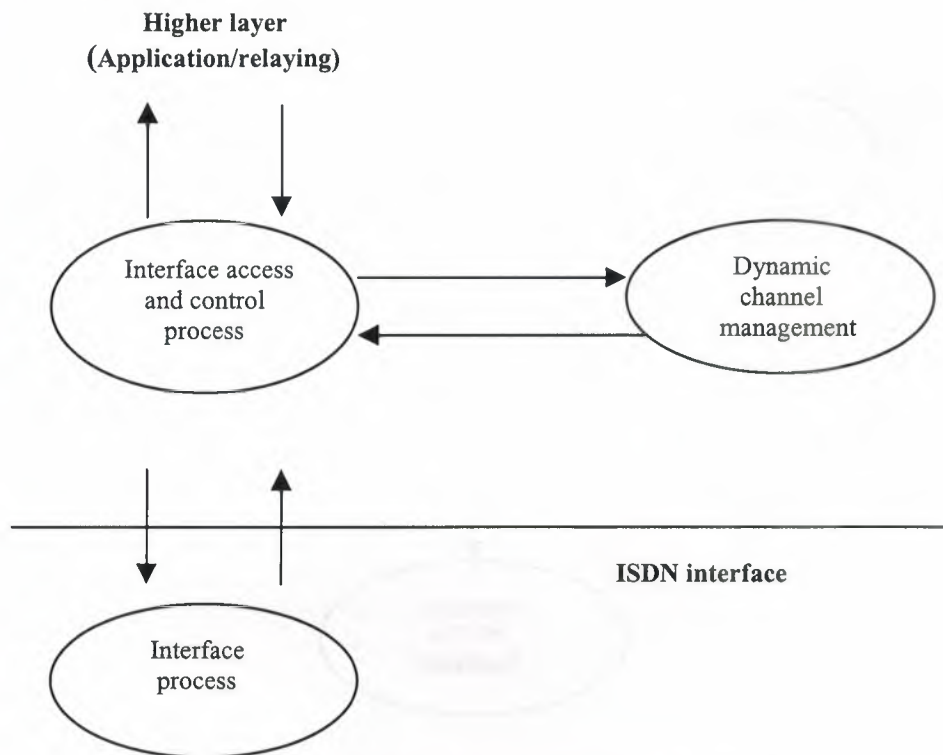 Higher layer
(Application/relaying)
Interface access
and control
process
Dynamic
channel
management
ISDN interface
Interface
process